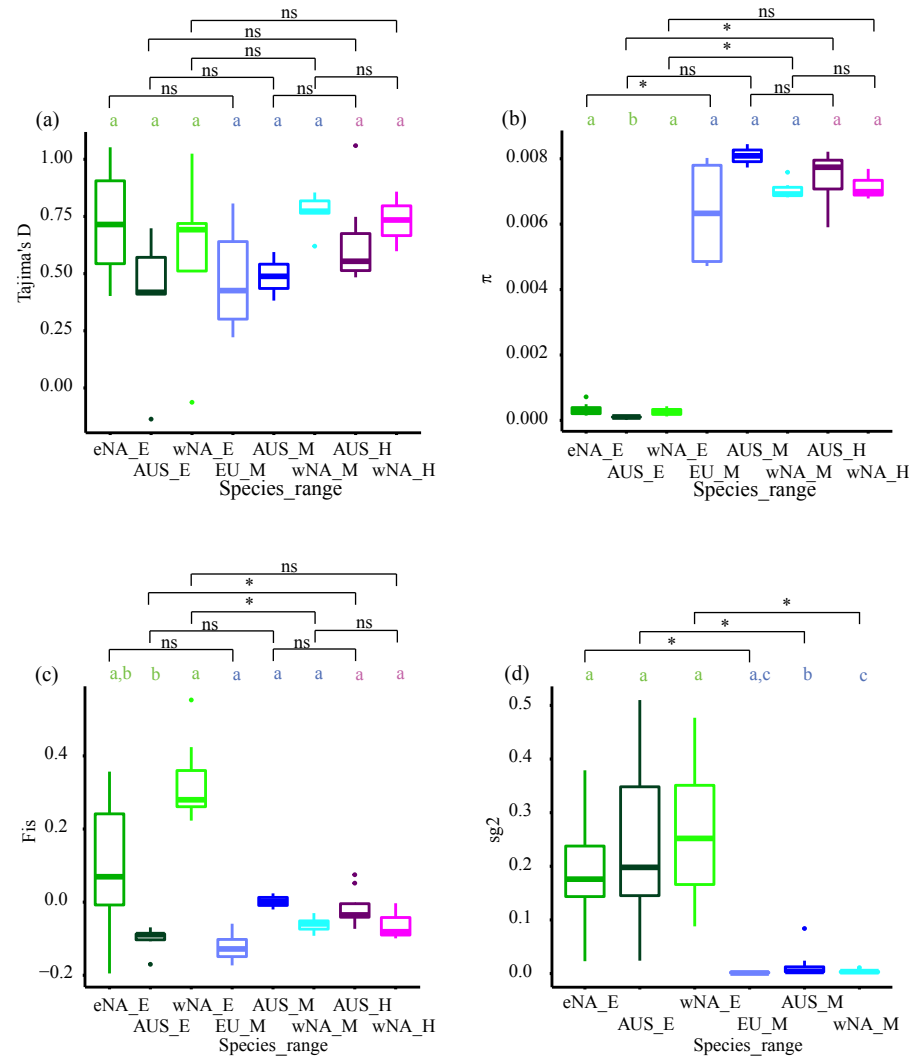 ns
ns
ns
*
ns
*
ns
ns
ns
ns
ns
*
ns
ns
(a)
a
a
a
a
a
a
a
a
(b)
a
b
a
a
a
a
a
a
1.00
0.75
0.50
0.25
0.00
Tajima's D
0.008
0.006
0.004
0.002
0.000
π
eNA_E
wNA_E
AUS_M
AUS_H
AUS_E
EU_M
wNA_M
wNA_H
Species_range
eNA_E
wNA_E
AUS_M
AUS_H
AUS_E
EU_M
wNA_M
wNA_H
Species_range
ns
*
*
ns
ns
ns
ns
*
*
*
(c)
a,b
b
a
a
a
a
a
a
(d)
a
a
a
a,c
b
c
0.4
0.2
0.0
−0.2
Fis
0.5
0.4
0.3
0.2
0.1
0.0
sg2
eNA_E
wNA_E
AUS_M
AUS_H
AUS_E
EU_M
wNA_M
wNA_H
Species_range
eNA_E
wNA_E
AUS_M
AUS_E
EU_M
wNA_M
Species_range